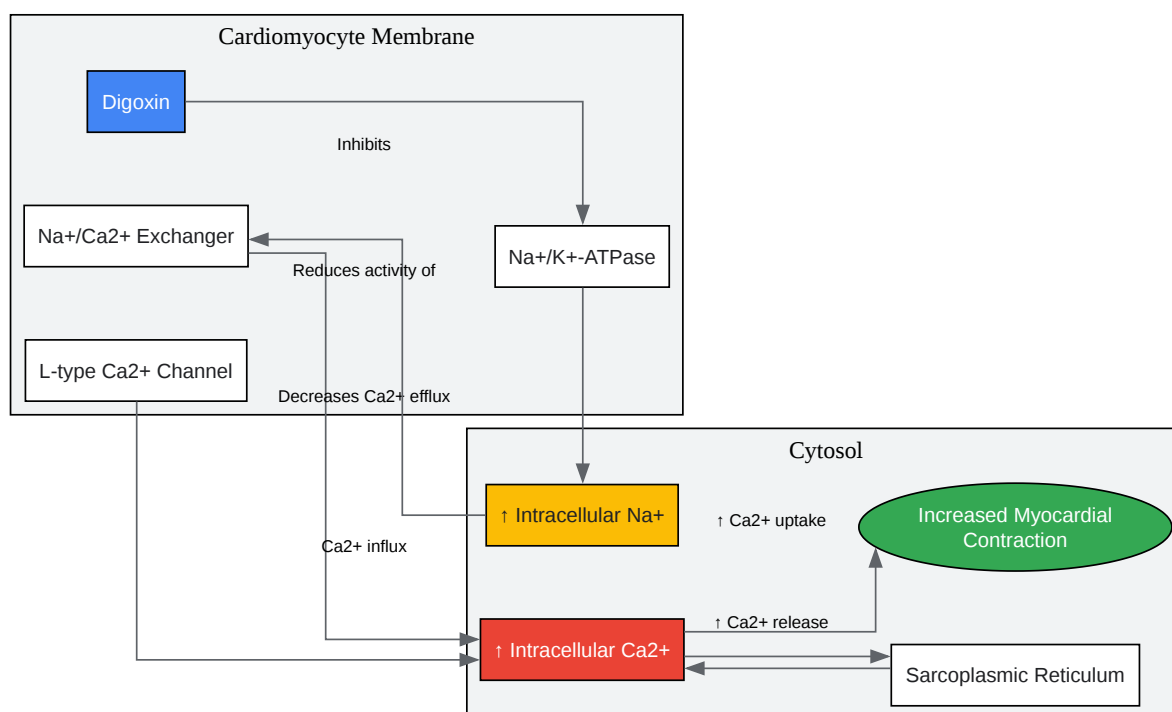 Cardiomyocyte Membrane
Digoxin
Inhibits
Na+/Ca2+ Exchanger
Na+/K+-ATPase
Reduces activity of
L-type Ca2+ Channel
Decreases Ca2+ efflux
Cytosol
↑ Intracellular Na+
↑ Ca2+ uptake
Increased Myocardial
Contraction
Ca2+ influx
↑ Ca2+ release
↑ Intracellular Ca2+
Sarcoplasmic Reticulum